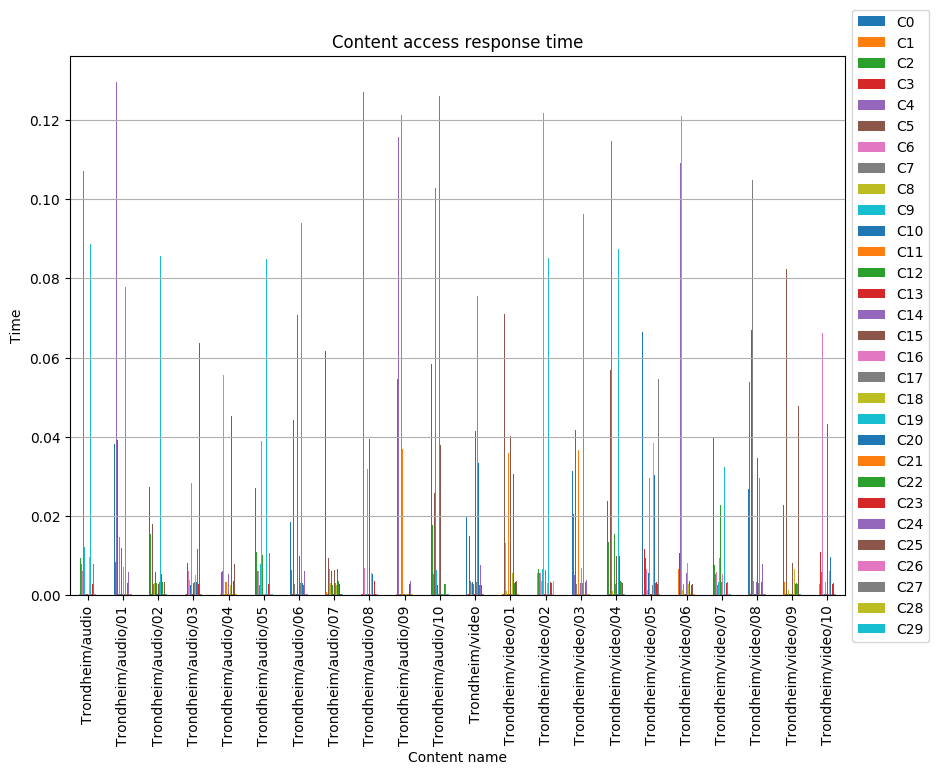 Content access response time
Time
0.12
0.10
0.08
0.06
0.04
0.02
0.00
Trondheim/audio
Trondheim/audio/01
Trondheim/audio/02
Trondheim/audio/03
Trondheim/audio/04
Trondheim/audio/05
Trondheim/audio/06
Trondheim/audio/07
Trondheim/audio/08
Trondheim/audio/09
Trondheim/audio/10
Trondheim/video
Trondheim/video/01
Trondheim/video/02
Trondheim/video/03
Trondheim/video/04
Trondheim/video/05
Trondheim/video/06
Trondheim/video/07
Trondheim/video/08
Trondheim/video/09
Trondheim/video/10
Content name
C0
C1
C2
C3
C4
C5
C6
C7
C8
C9
C10
C11
C12
C13
C14
C15
C16
C17
C18
C19
C20
C21
C22
C23
C24
C25
C26
C27
C28
C29